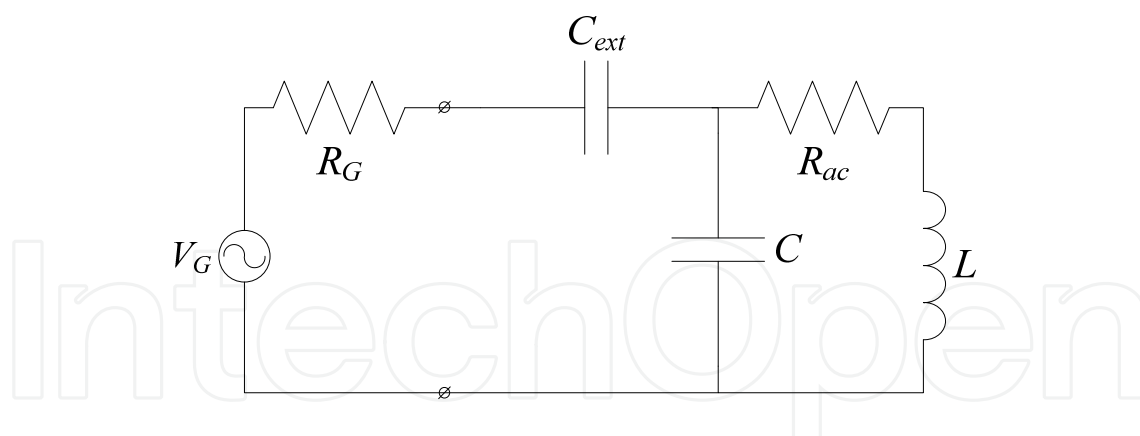 C_ext
R_G
R_ac
V_G
C
L
IntechOpen